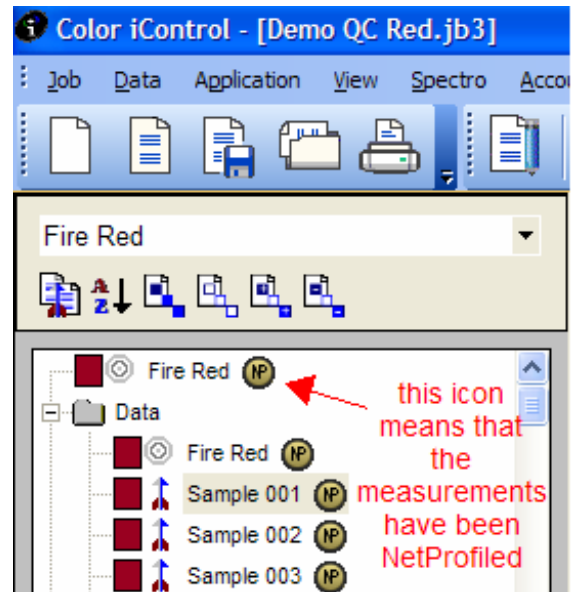 Color iControl - [Demo QC Red.jb3]
Job Data Application View Spectro Accou
Fire Red
A
Z
Fire Red NP
this icon
means that
the
measurements
have been
NetProfiled
Data
Fire Red NP
Sample 001 NP
Sample 002 NP
Sample 003 NP